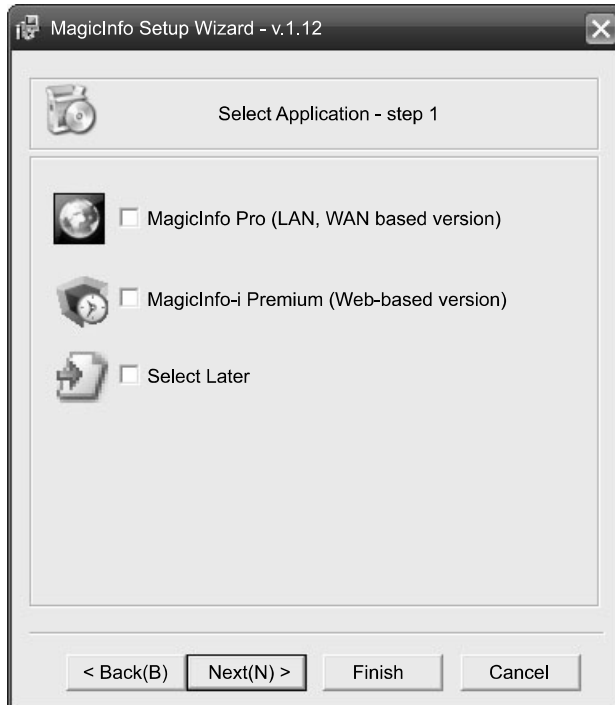 MagicInfo Setup Wizard - v.1.12
Select Application - step 1
MagicInfo Pro (LAN, WAN based version)
MagicInfo-i Premium (Web-based version)
Select Later
< Back(B) Next(N) > Finish Cancel